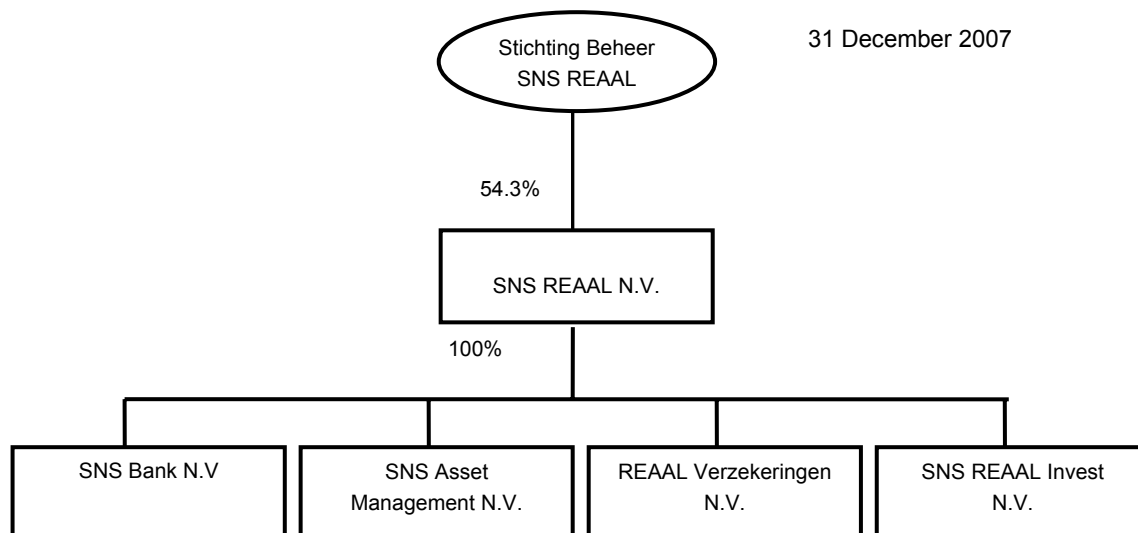 31 December 2007
Stichting Beheer
SNS REAAL
54.3%
SNS REAAL N.V.
100%
SNS Bank N.V
SNS Asset
Management N.V.
REAAL Verzekeringen
N.V.
SNS REAAL Invest
N.V.